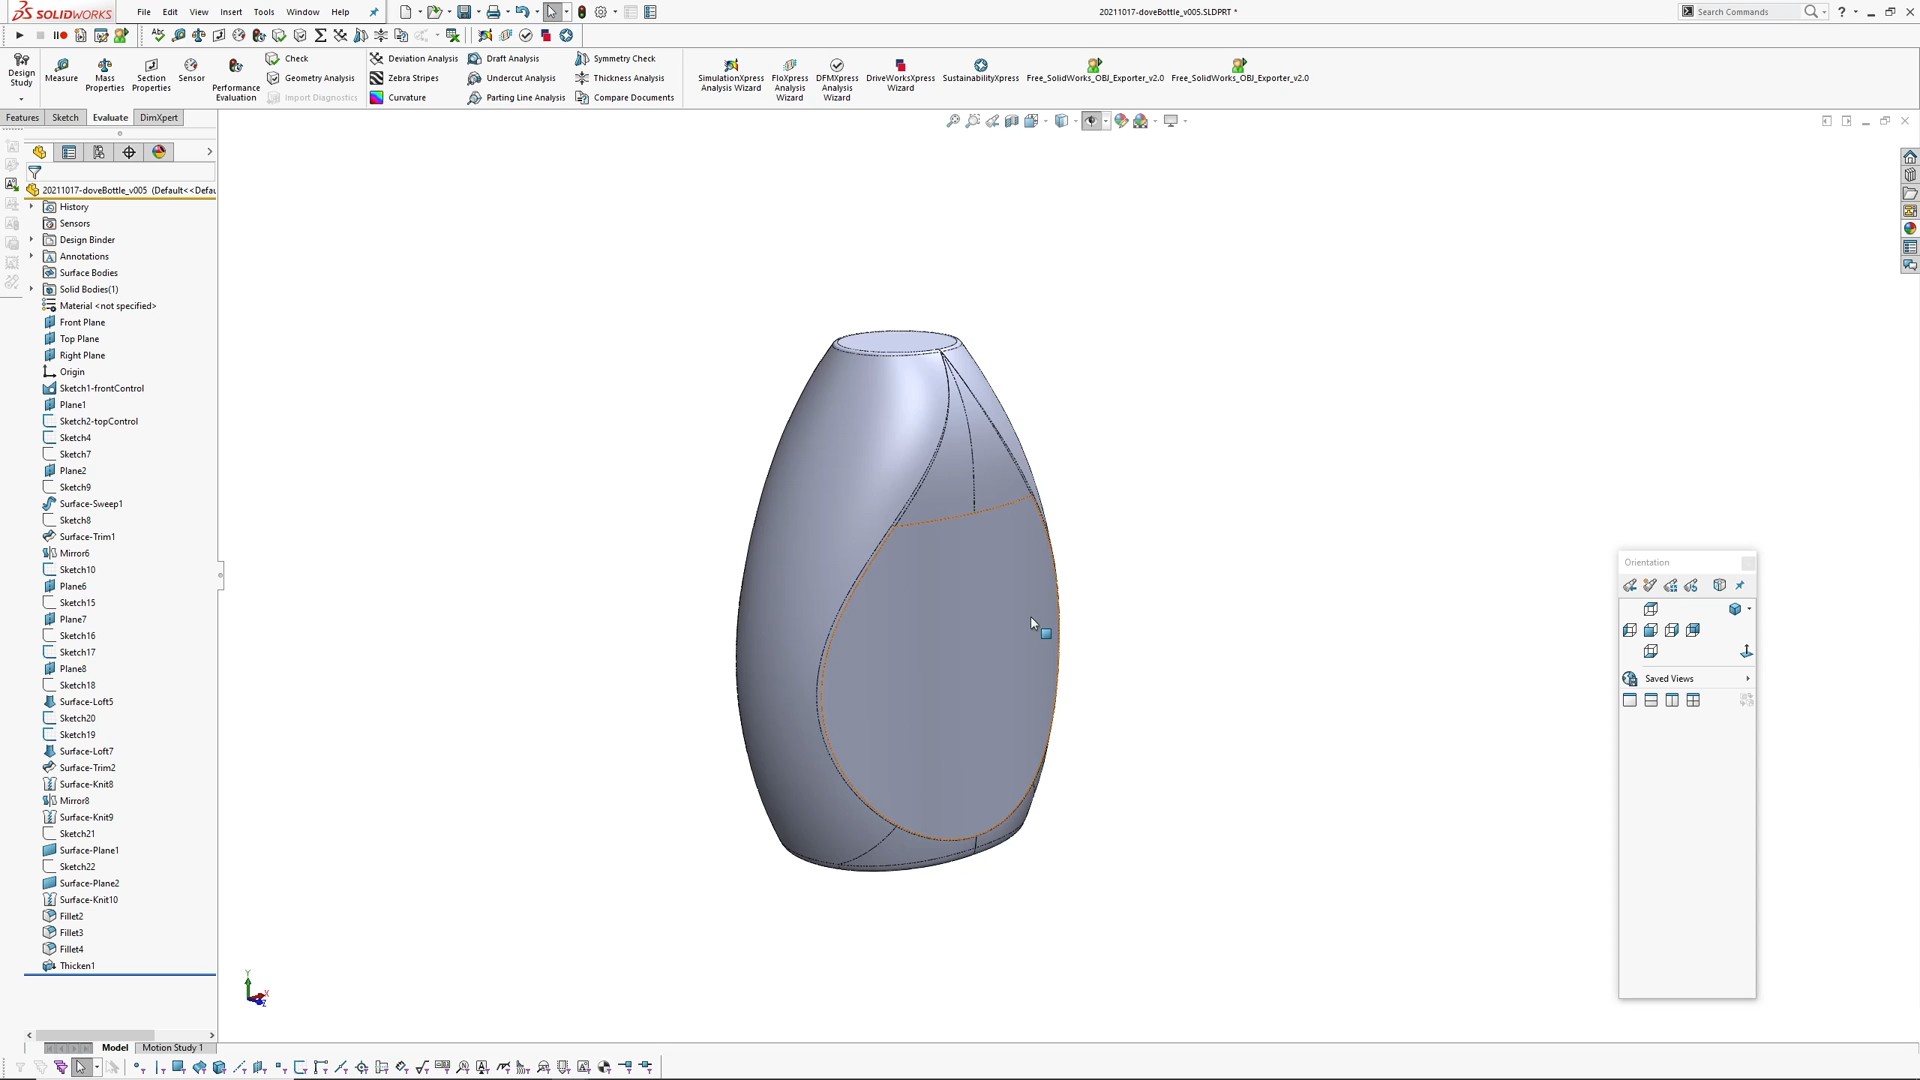 SOLIDWORKS File Edit View Insert Tools Window Help 20211017-doveBottle_v005.SLDPRT * Search Commands
Design Study
Measure
Mass Properties
Section Properties
Sensor
Performance Evaluation
Check
Geometry Analysis
Import Diagnostics
Deviation Analysis
Zebra Stripes
Curvature
Draft Analysis
Undercut Analysis
Parting Line Analysis
Symmetry Check
Thickness Analysis
Compare Documents
SimulationXpress Analysis Wizard
FloXpress Analysis Wizard
DFMXpress Analysis Wizard
DriveWorksXpress Wizard
SustainabilityXpress
Free_SolidWorks_OBJ_Exporter_v2.0
Free_SolidWorks_OBJ_Exporter_v2.0
Features Sketch Evaluate DimXpert
20211017-doveBottle_v005 (Default<<Defau
History
Sensors
Design Binder
Annotations
Surface Bodies
Solid Bodies(1)
Material <not specified>
Front Plane
Top Plane
Right Plane
Origin
Sketch1-frontControl
Plane1
Sketch2-topControl
Sketch4
Sketch7
Plane2
Sketch9
Surface-Sweep1
Sketch8
Surface-Trim1
Mirror6
Sketch10
Plane6
Sketch15
Plane7
Sketch16
Sketch17
Plane8
Sketch18
Surface-Loft5
Sketch20
Sketch19
Surface-Loft7
Surface-Trim2
Surface-Knit8
Mirror8
Surface-Knit9
Sketch21
Surface-Plane1
Sketch22
Surface-Plane2
Surface-Knit10
Fillet2
Fillet3
Fillet4
Thicken1
Orientation
Saved Views
Y
X
Z
Model Motion Study 1